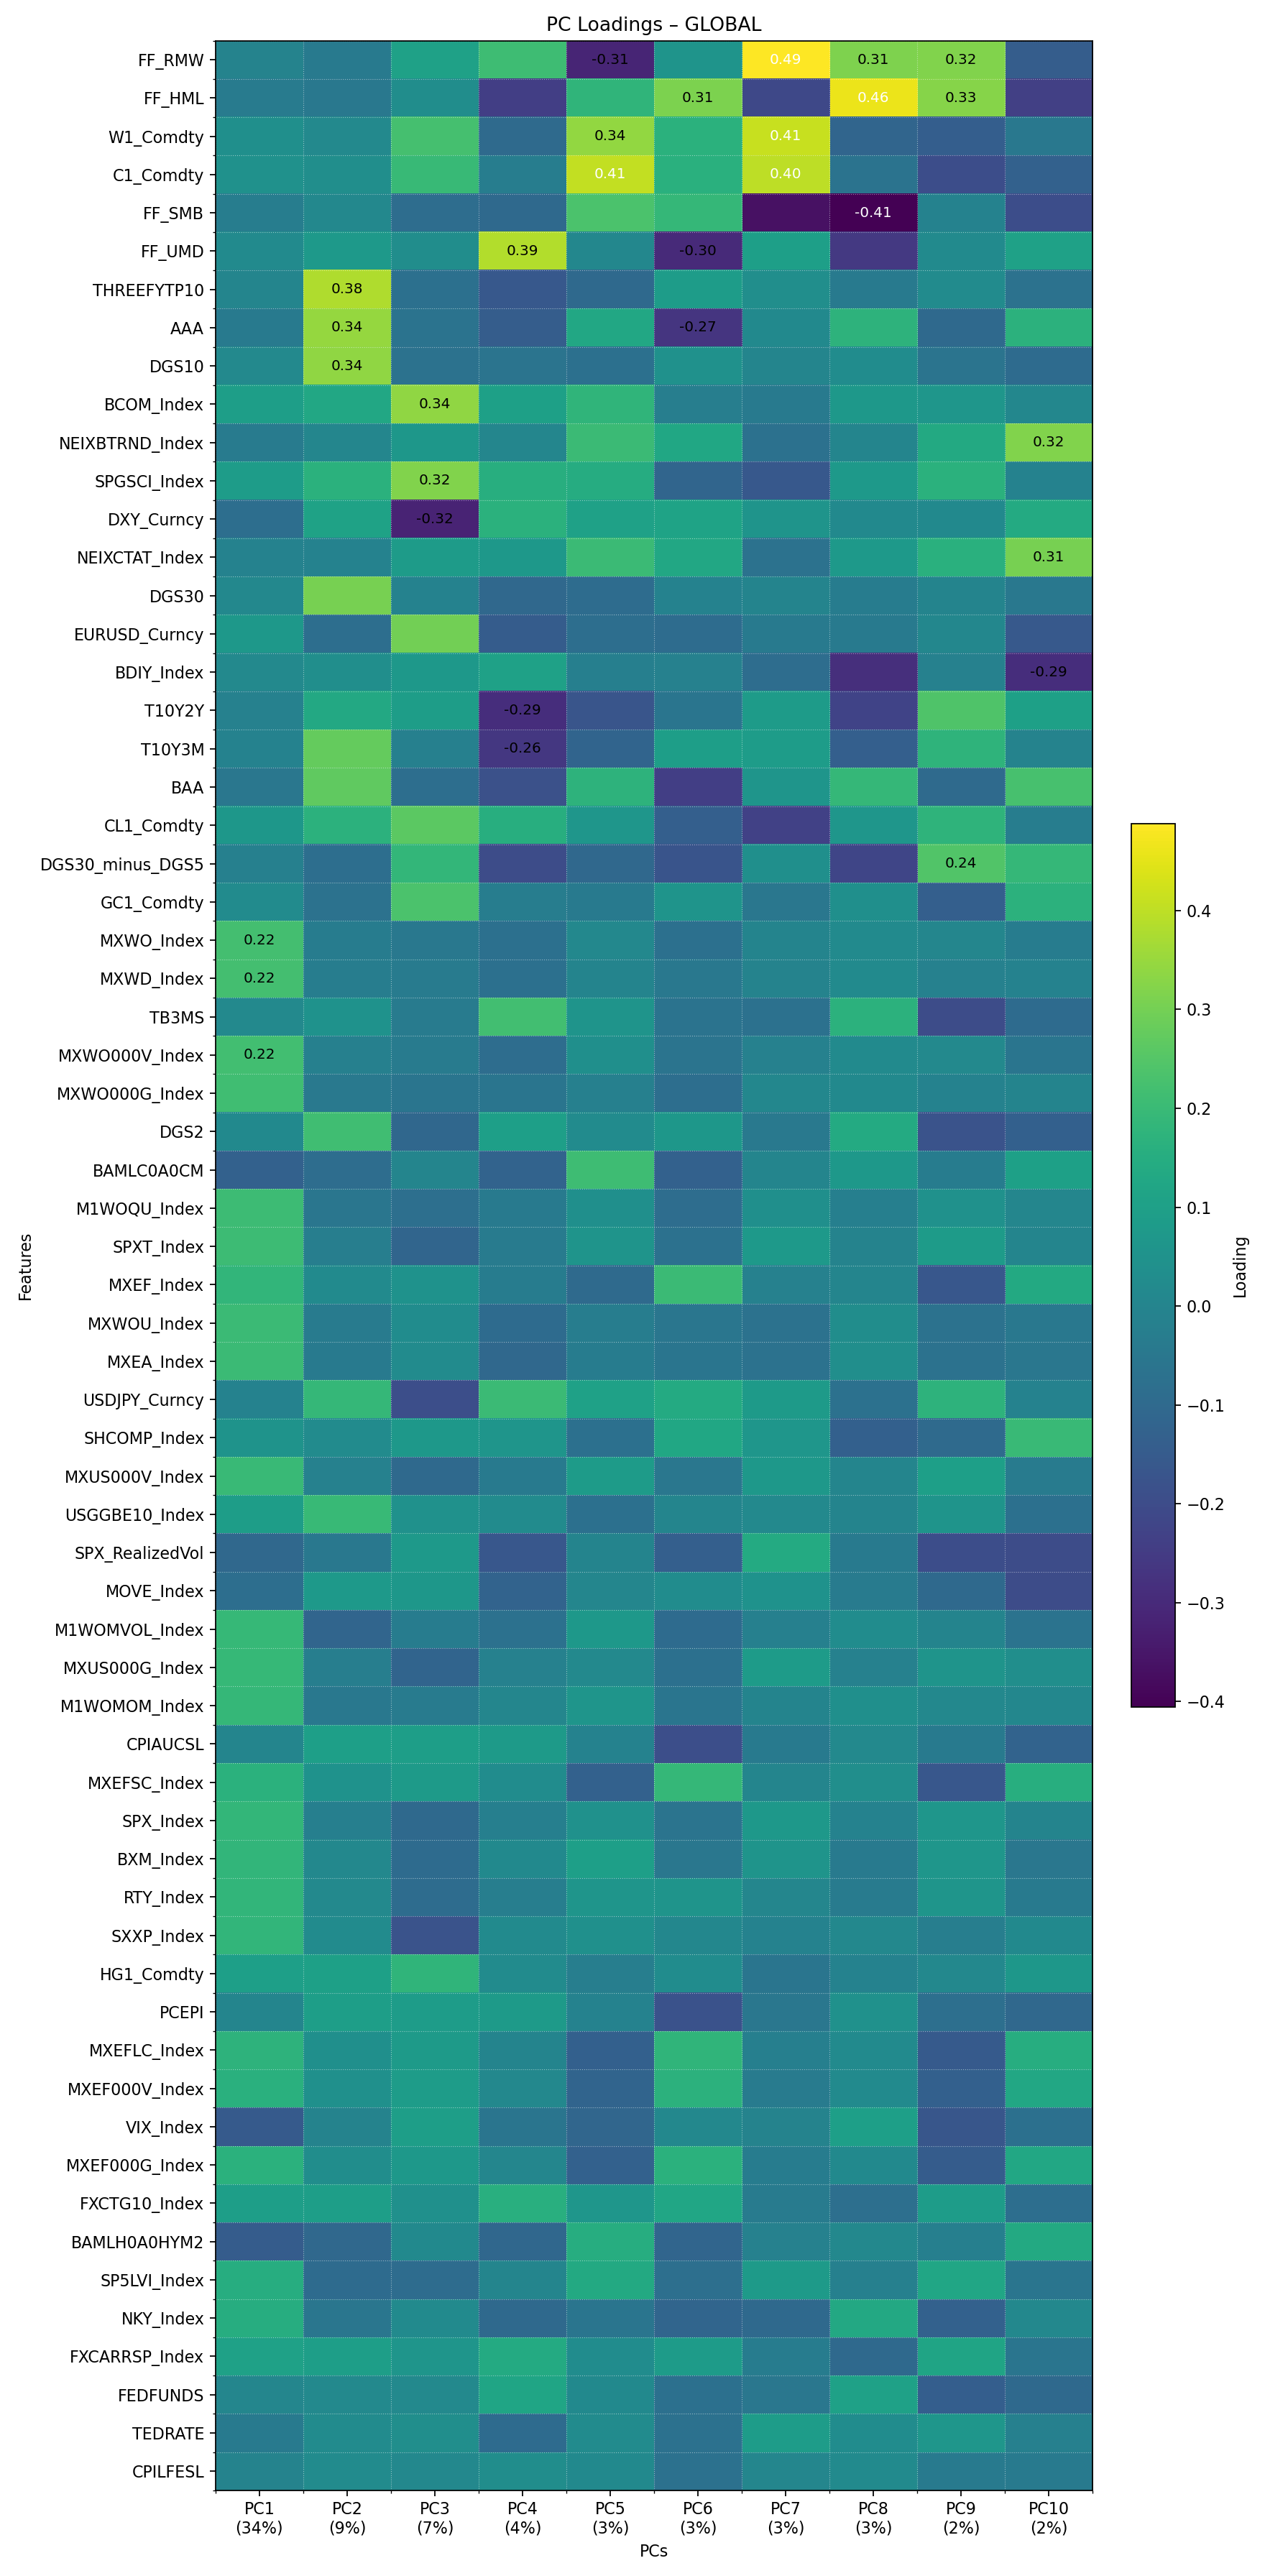 PC Loadings – GLOBAL
FF_RMW -0.31 0.49 0.31 0.32
FF_HML 0.31 0.46 0.33
W1_Comdty 0.34 0.41
C1_Comdty 0.41 0.40
FF_SMB -0.41
FF_UMD 0.39 -0.30
THREEFYTP10 0.38
AAA 0.34 -0.27
DGS10 0.34
BCOM_Index 0.34
NEIXBTRND_Index 0.32
SPGSCI_Index 0.32
DXY_Curncy -0.32
NEIXCTAT_Index 0.31
DGS30
EURUSD_Curncy
BDIY_Index -0.29
T10Y2Y -0.29
T10Y3M -0.26
BAA
CL1_Comdty
DGS30_minus_DGS5 0.24
GC1_Comdty
MXWO_Index 0.22
MXWD_Index 0.22
TB3MS
MXWO000V_Index 0.22
MXWO000G_Index
DGS2
BAMLC0A0CM
M1WOQU_Index
SPXT_Index
MXEF_Index
MXWOU_Index
MXEA_Index
USDJPY_Curncy
SHCOMP_Index
MXUS000V_Index
USGGBE10_Index
SPX_RealizedVol
MOVE_Index
M1WOMVOL_Index
MXUS000G_Index
M1WOMOM_Index
CPIAUCSL
MXEFSC_Index
SPX_Index
BXM_Index
RTY_Index
SXXP_Index
HG1_Comdty
PCEPI
MXEFLC_Index
MXEF000V_Index
VIX_Index
MXEF000G_Index
FXCTG10_Index
BAMLH0A0HYM2
SP5LVI_Index
NKY_Index
FXCARRSP_Index
FEDFUNDS
TEDRATE
CPILFESL
Features
PC1 PC2 PC3 PC4 PC5 PC6 PC7 PC8 PC9 PC10
(34%) (9%) (7%) (4%) (3%) (3%) (3%) (3%) (2%) (2%)
PCs
0.4
0.3
0.2
0.1
0.0
−0.1
−0.2
−0.3
−0.4
Loading